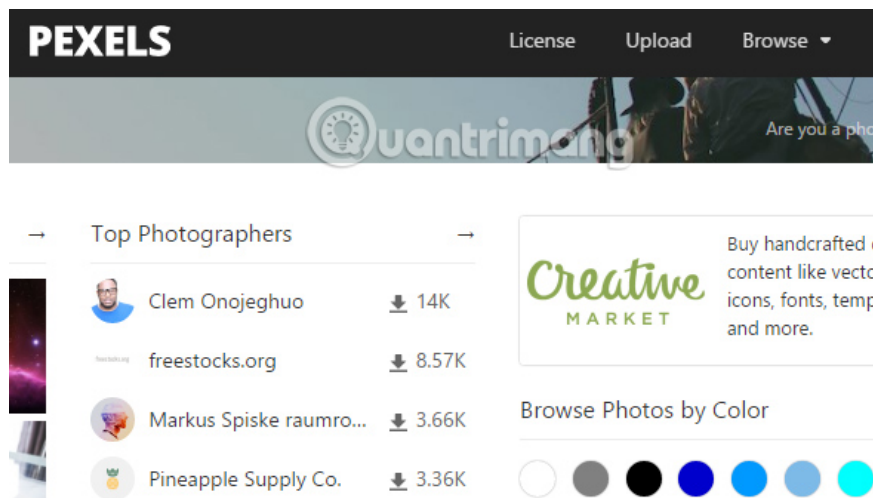 PEXELS
License Upload Browse
Quantrimang
Are you a pho
→
Top Photographers →
Clem Onojeghuo 14K
freestocks.org 8.57K
Markus Spiske raumro... 3.66K
Pineapple Supply Co. 3.36K
Creative
MARKET
Buy handcrafted
content like vecto
icons, fonts, temp
and more.
Browse Photos by Color